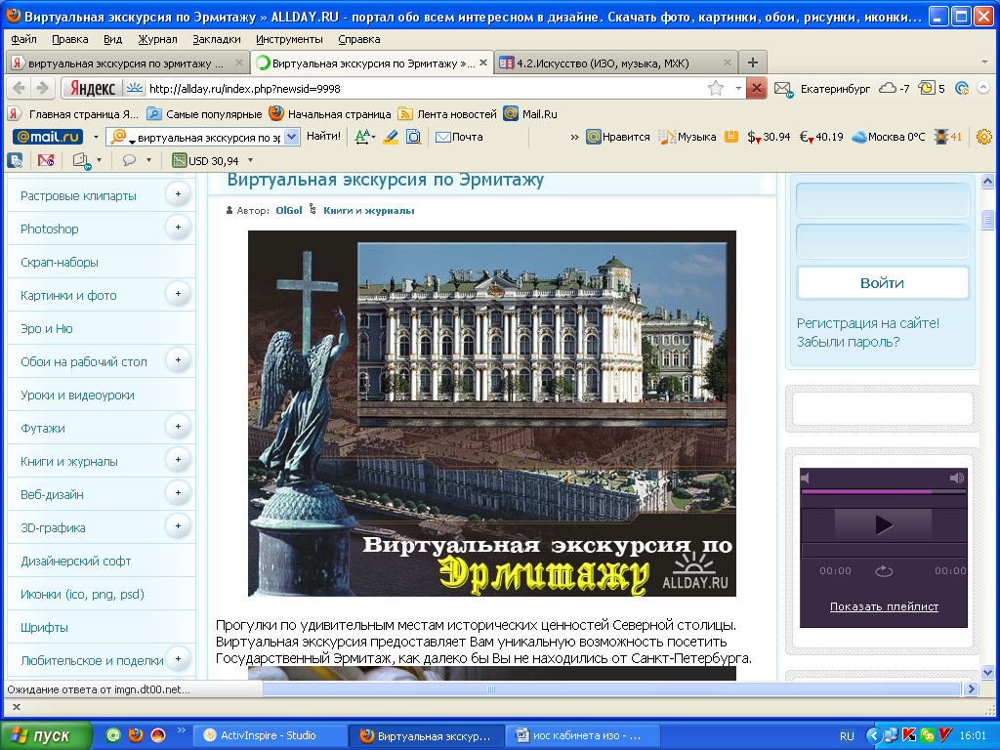 Виртуальная экскурсия по Эрмитажу » ALLDAY.RU - портал обо всем интересном в дизайне. Скачать фото, картинки, обои, рисунки, иконки...
Файл Правка Вид Журнал Закладки Инструменты Справка
виртуальная экскурсия по эрмитажу ...
Виртуальная экскурсия по Эрмитажу »...
4.2.Искусство (ИЗО, музыка, МХК)
Яндекс http://allday.ru/index.php?newsid=9998
Екатеринбург -7 5
Главная страница Я... Самые популярные Начальная страница Лента новостей Mail.Ru
@mail.ru виртуальная экскурсия по эр Найти! Почта » Нравится Музыка $ 30.94 € 40.19 Москва 0°C 41
USD 30,94
Растровые клипарты
Photoshop
Скрап-наборы
Картинки и фото
Эро и Ню
Обои на рабочий стол
Уроки и видеоуроки
Футажи
Книги и журналы
Веб-дизайн
3D-графика
Дизайнерский софт
Иконки (ico, png, psd)
Шрифты
Любительское и поделки
Виртуальная экскурсия по Эрмитажу
Автор: OlGol Книги и журналы
Виртуальная экскурсия по
Эрмитажу
ALLDAY.RU
Прогулки по удивительным местам исторических ценностей Северной столицы.
Виртуальная экскурсия предоставляет Вам уникальную возможность посетить
Государственный Эрмитаж, как далеко бы Вы не находились от Санкт-Петербурга.
Войти
Регистрация на сайте!
Забыли пароль?
00:00 00:00
Показать плейлист
Ожидание ответа от imgn.dt00.net...
пуск
ActivInspire - Studio
Виртуальная экскур...
иос кабинета изо - ...
RU
16:01